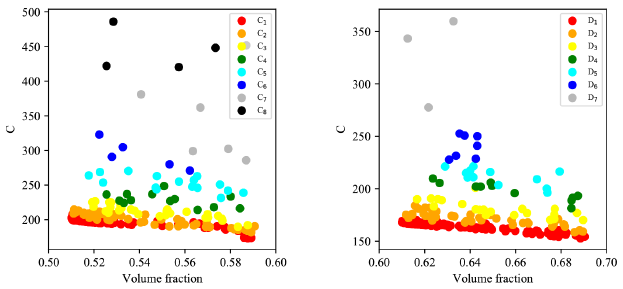 500
450
400
350
300
250
200
C
0.50 0.52 0.54 0.56 0.58 0.60
Volume fraction
C₁
C₂
C₃
C₄
C₅
C₆
C₇
C₈
350
300
250
200
150
C
0.60 0.62 0.64 0.66 0.68 0.70
Volume fraction
D₁
D₂
D₃
D₄
D₅
D₆
D₇